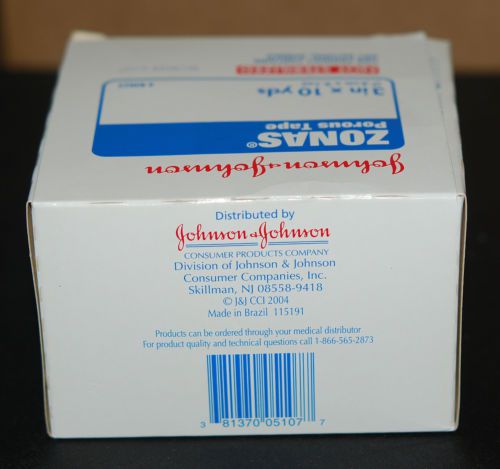 Johnson & Johnson
ZONAS®
Porous Tape
3 in x 10 yds
Distributed by
Johnson & Johnson
CONSUMER PRODUCTS COMPANY
Division of Johnson & Johnson
Consumer Companies, Inc.
Skillman, NJ 08558-9418
© J&J CCI 2004
Made in Brazil 115191
Products can be ordered through your medical distributor
For product quality and technical questions call 1-866-565-2873
3 81370 05107 7